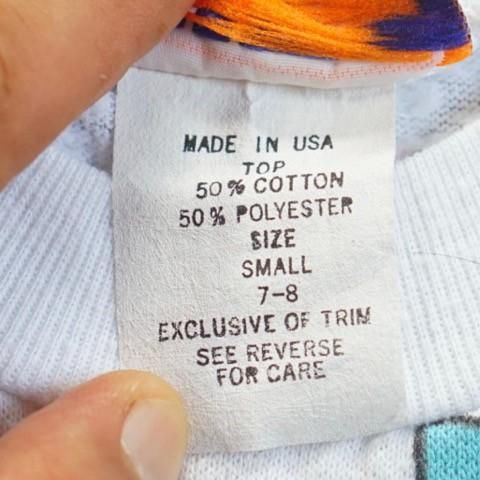 MADE IN USA
TOP
50% COTTON
50% POLYESTER
SIZE
SMALL
7-8
EXCLUSIVE OF TRIM
SEE REVERSE
FOR CARE